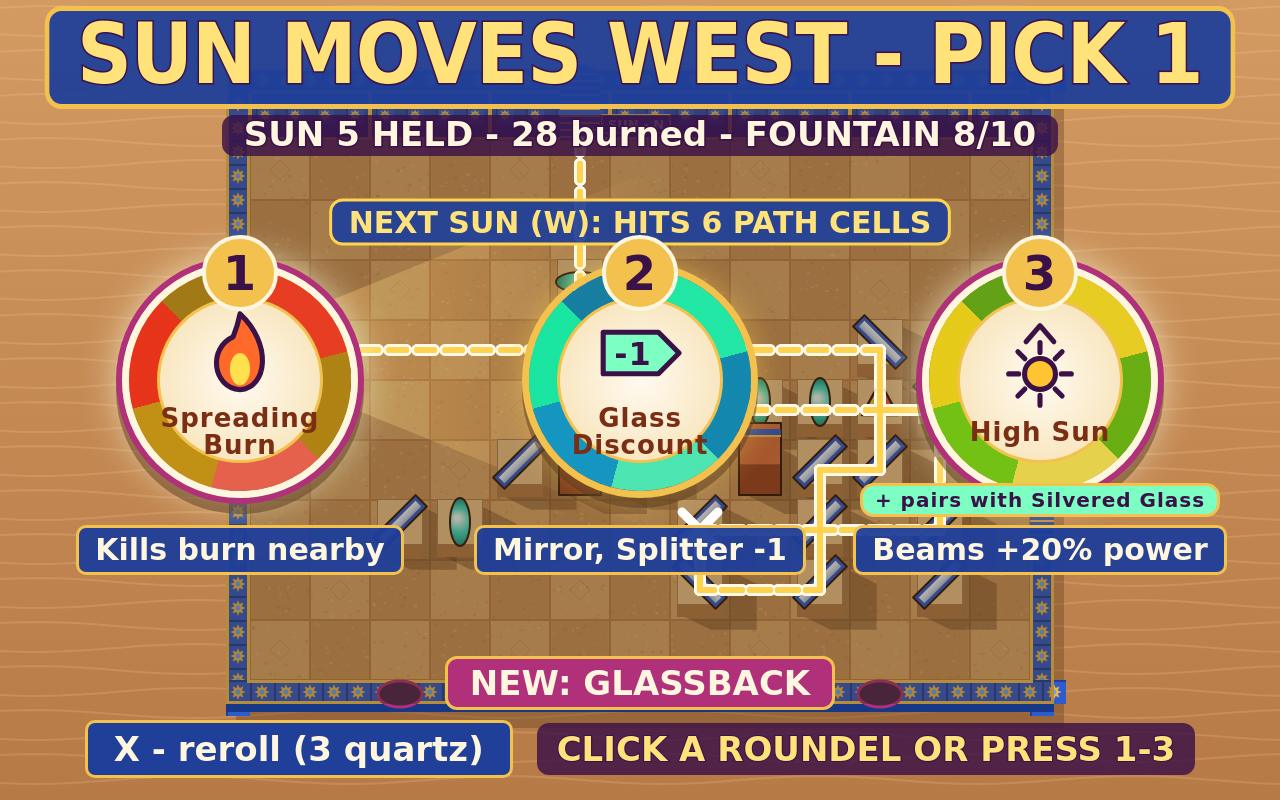 SUN MOVES WEST - PICK 1
SUN 5 HELD - 28 burned - FOUNTAIN 8/10
NEXT SUN (W): HITS 6 PATH CELLS
1
2
3
-1
Spreading
Burn
Glass
Discount
High Sun
+ pairs with Silvered Glass
Kills burn nearby
Mirror, Splitter -1
Beams +20% power
NEW: GLASSBACK
X - reroll (3 quartz)
CLICK A ROUNDEL OR PRESS 1-3